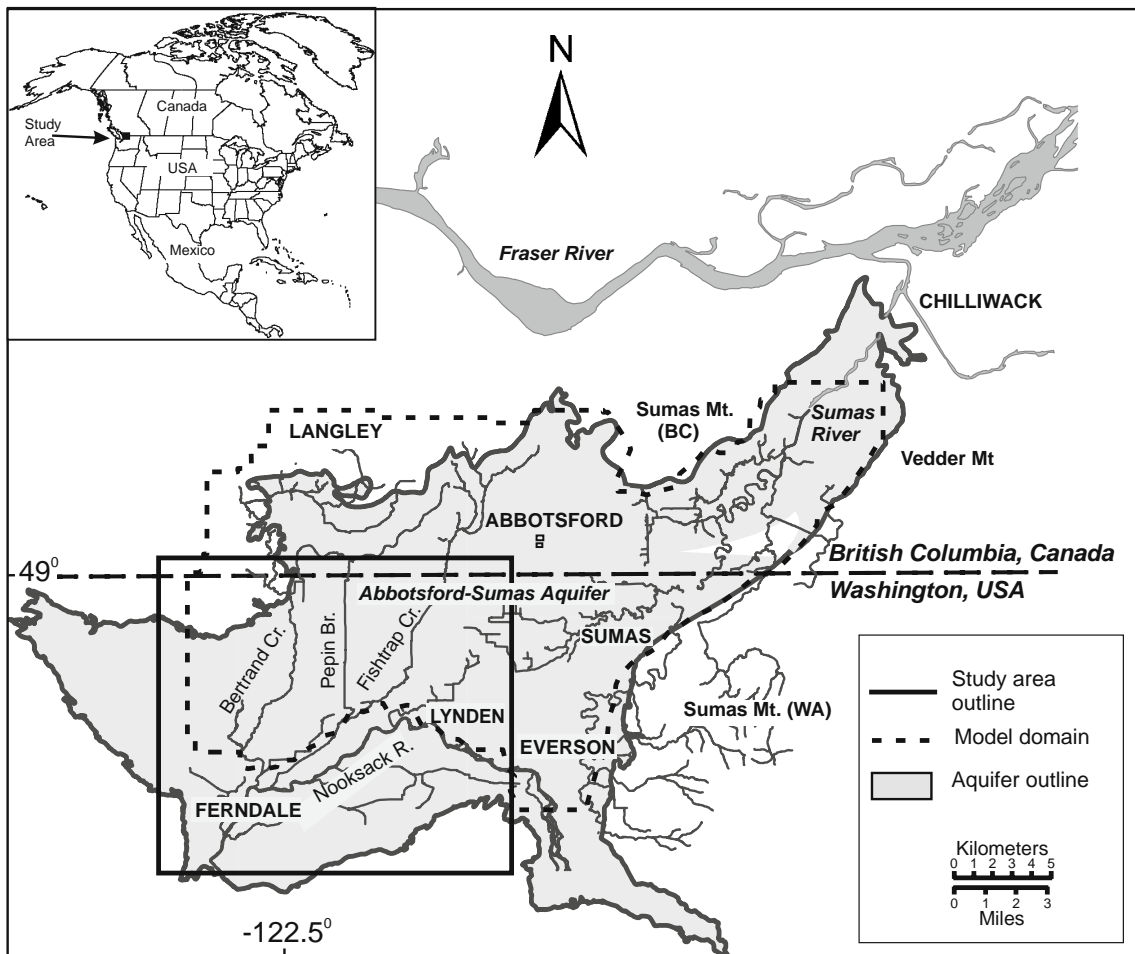 Canada
Study
Area
USA
Mexico
N
Fraser River
CHILLIWACK
LANGLEY
Sumas Mt.
(BC)
Sumas
River
Vedder Mt
ABBOTSFORD
49⁰
British Columbia, Canada
Abbotsford-Sumas Aquifer
Washington, USA
Bertrand Cr.
Pepin Br.
Fishtrap Cr.
SUMAS
LYNDEN
Sumas Mt. (WA)
EVERSON
Nooksack R.
FERNDALE
-122.5⁰
Study area
outline
Model domain
Aquifer outline
Kilometers
0 1 2 3 4 5
0 1 2 3
Miles